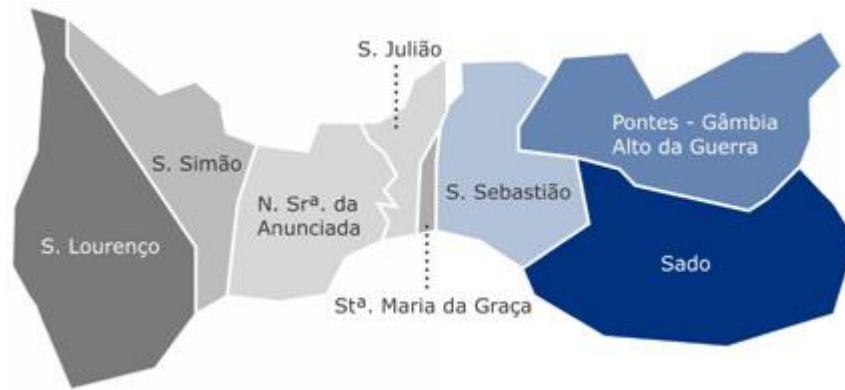 S. Julião
Pontes - Gâmbia
Alto da Guerra
S. Simão
S. Sebastião
N. Srª. da
Anunciada
S. Lourenço
Sado
Stª. Maria da Graça